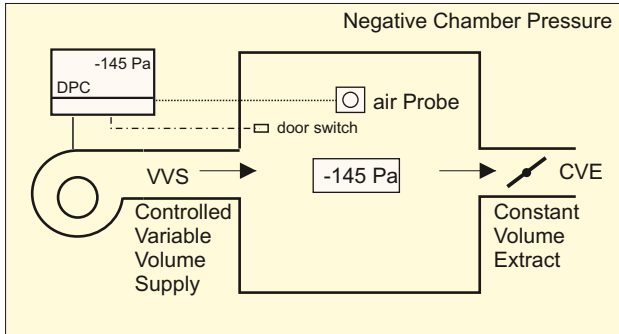 Negative Chamber Pressure
-145 Pa
DPC
air Probe
door switch
VVS
-145 Pa
CVE
Controlled
Variable
Volume
Supply
Constant
Volume
Extract